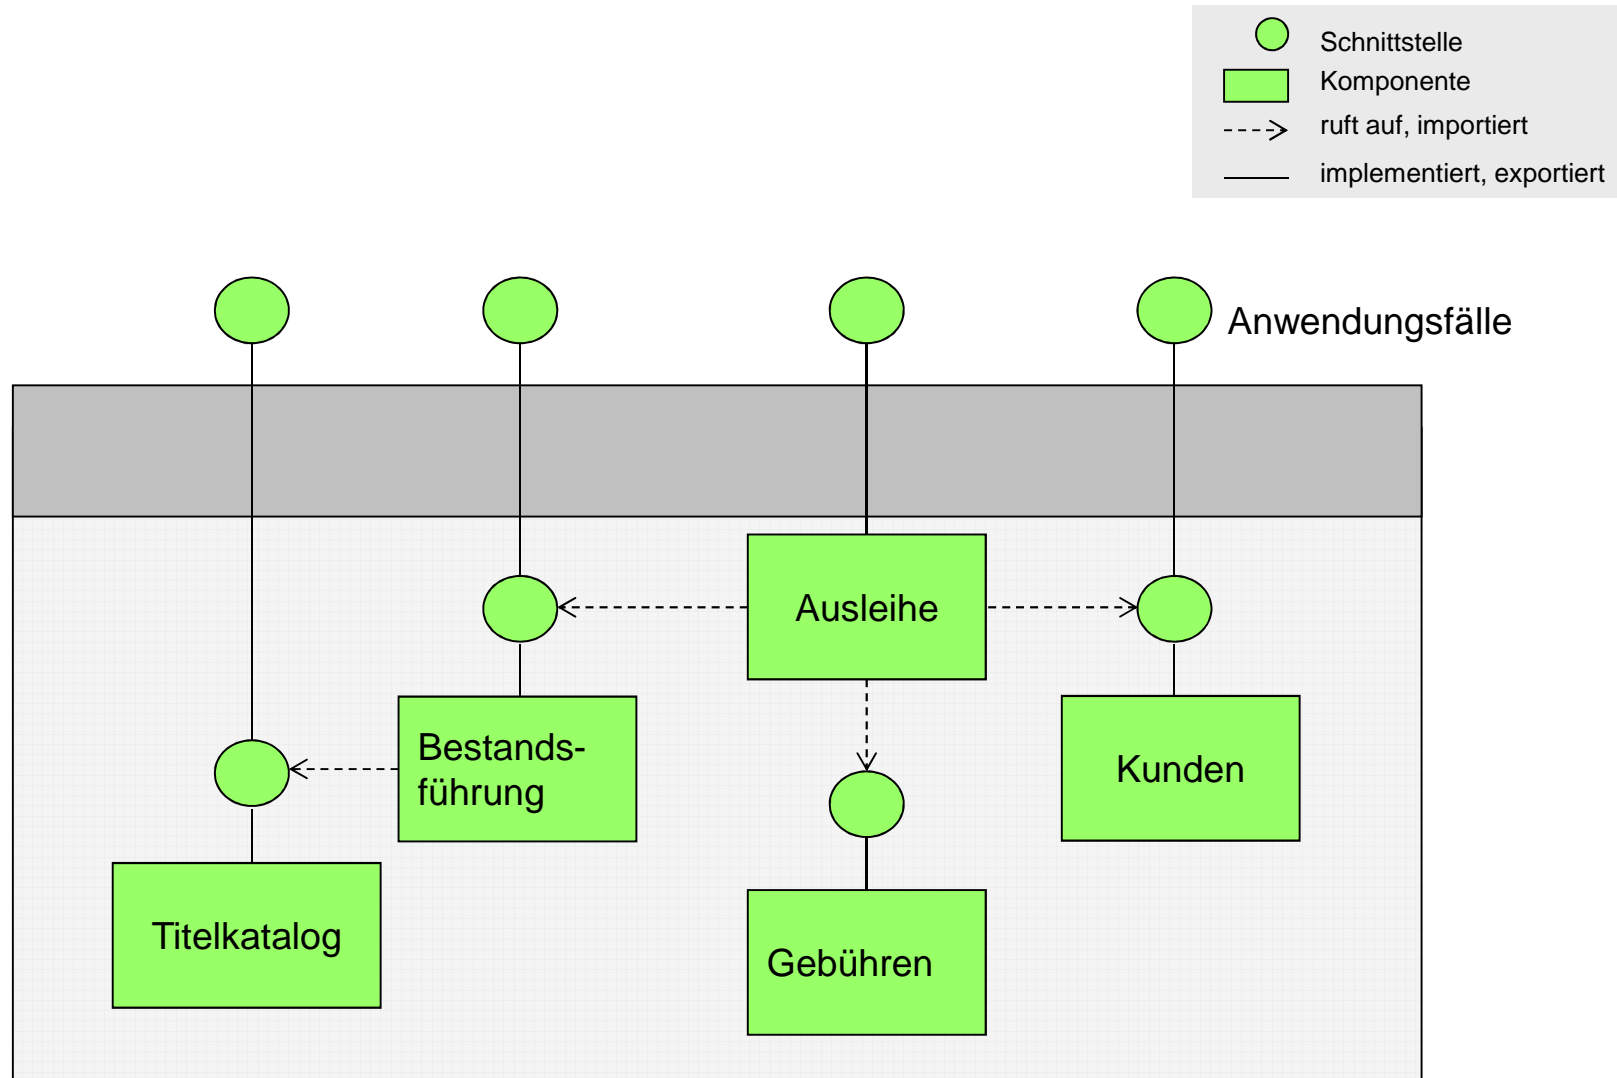 Schnittstelle
Komponente
ruft auf, importiert
implementiert, exportiert
Anwendungsfälle
Ausleihe
Bestands-
führung
Kunden
Titelkatalog
Gebühren